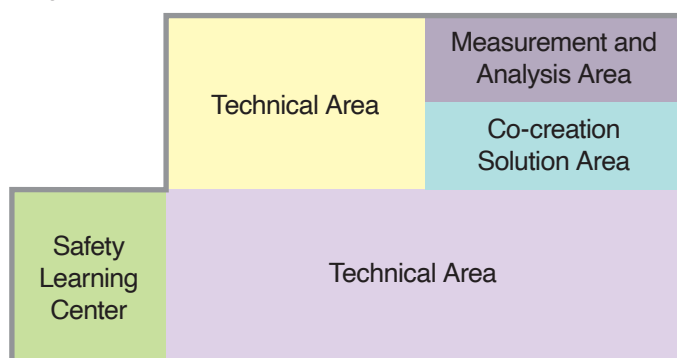 Technical Area
Measurement and
Analysis Area
Co-creation
Solution Area
Safety
Learning
Center
Technical Area